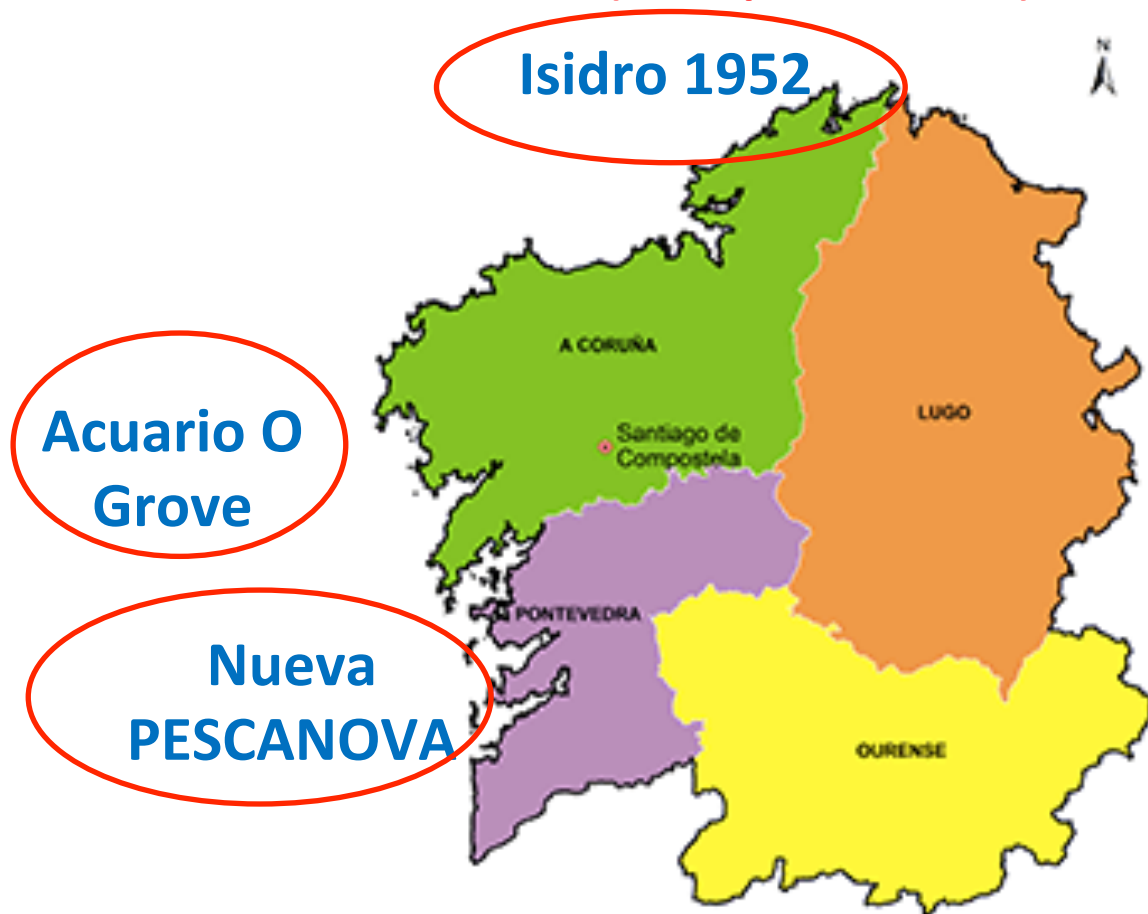 Isidro 1952
N
A CORUÑA
LUGO
Santiago de
Compostela
Acuario O
Grove
PONTEVEDRA
Nueva
PESCANOVA
OURENSE